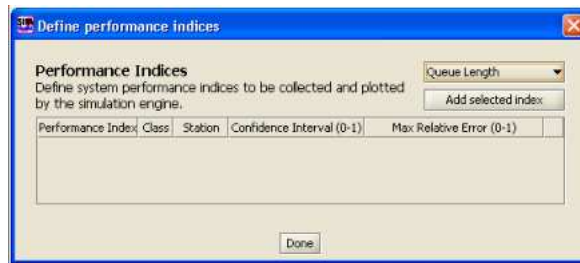 Define performance indices
Performance Indices
Define system performance indices to be collected and plotted
by the simulation engine.
Queue Length
Add selected index
Performance Index Class Station Confidence Interval (0-1) Max Relative Error (0-1)
Done